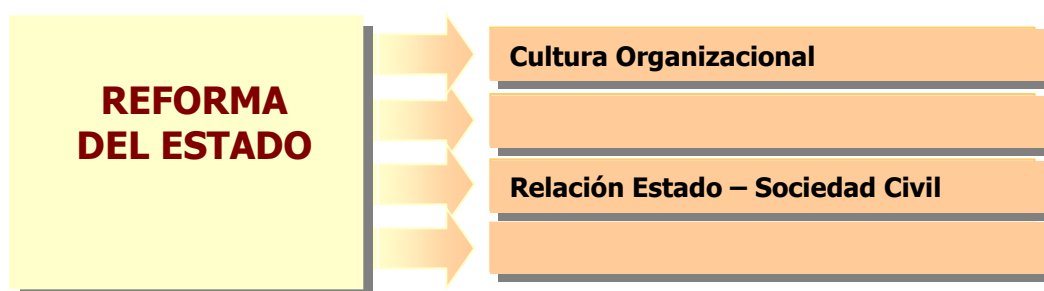 REFORMA
DEL ESTADO
Cultura Organizacional
Relación Estado – Sociedad Civil